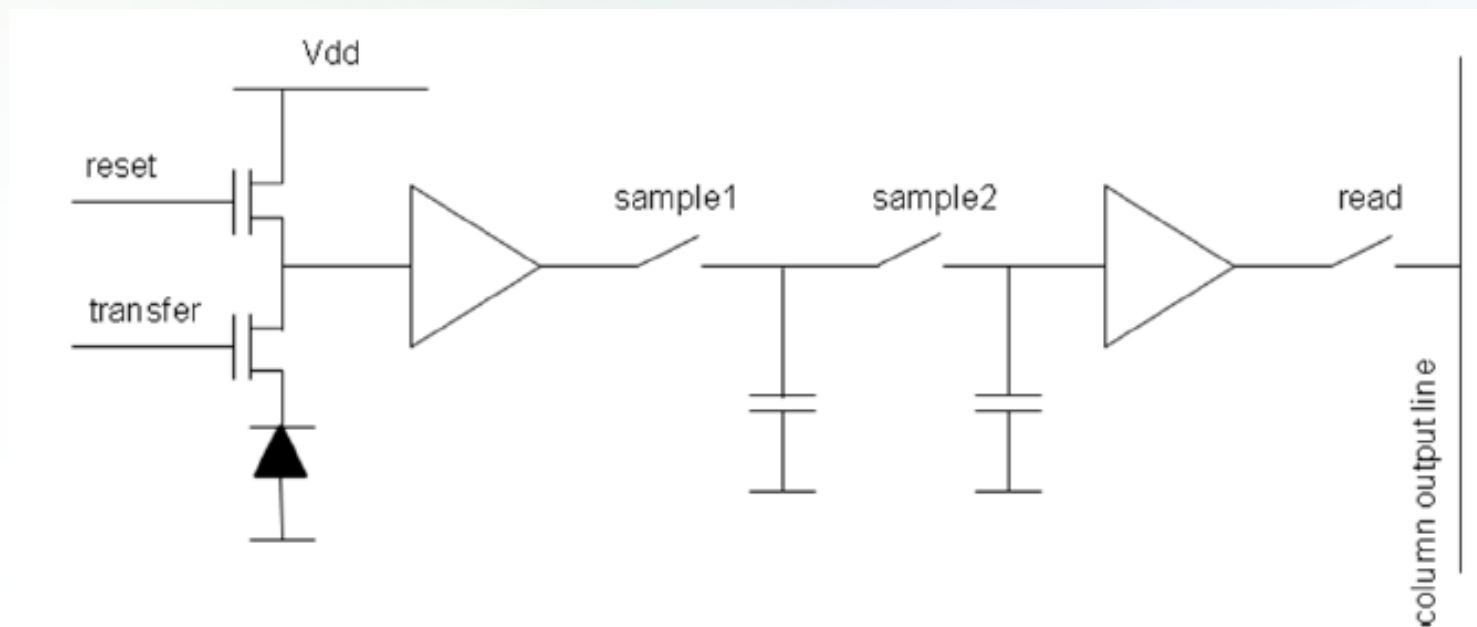 Vdd
reset
sample1
sample2
read
transfer
column output line